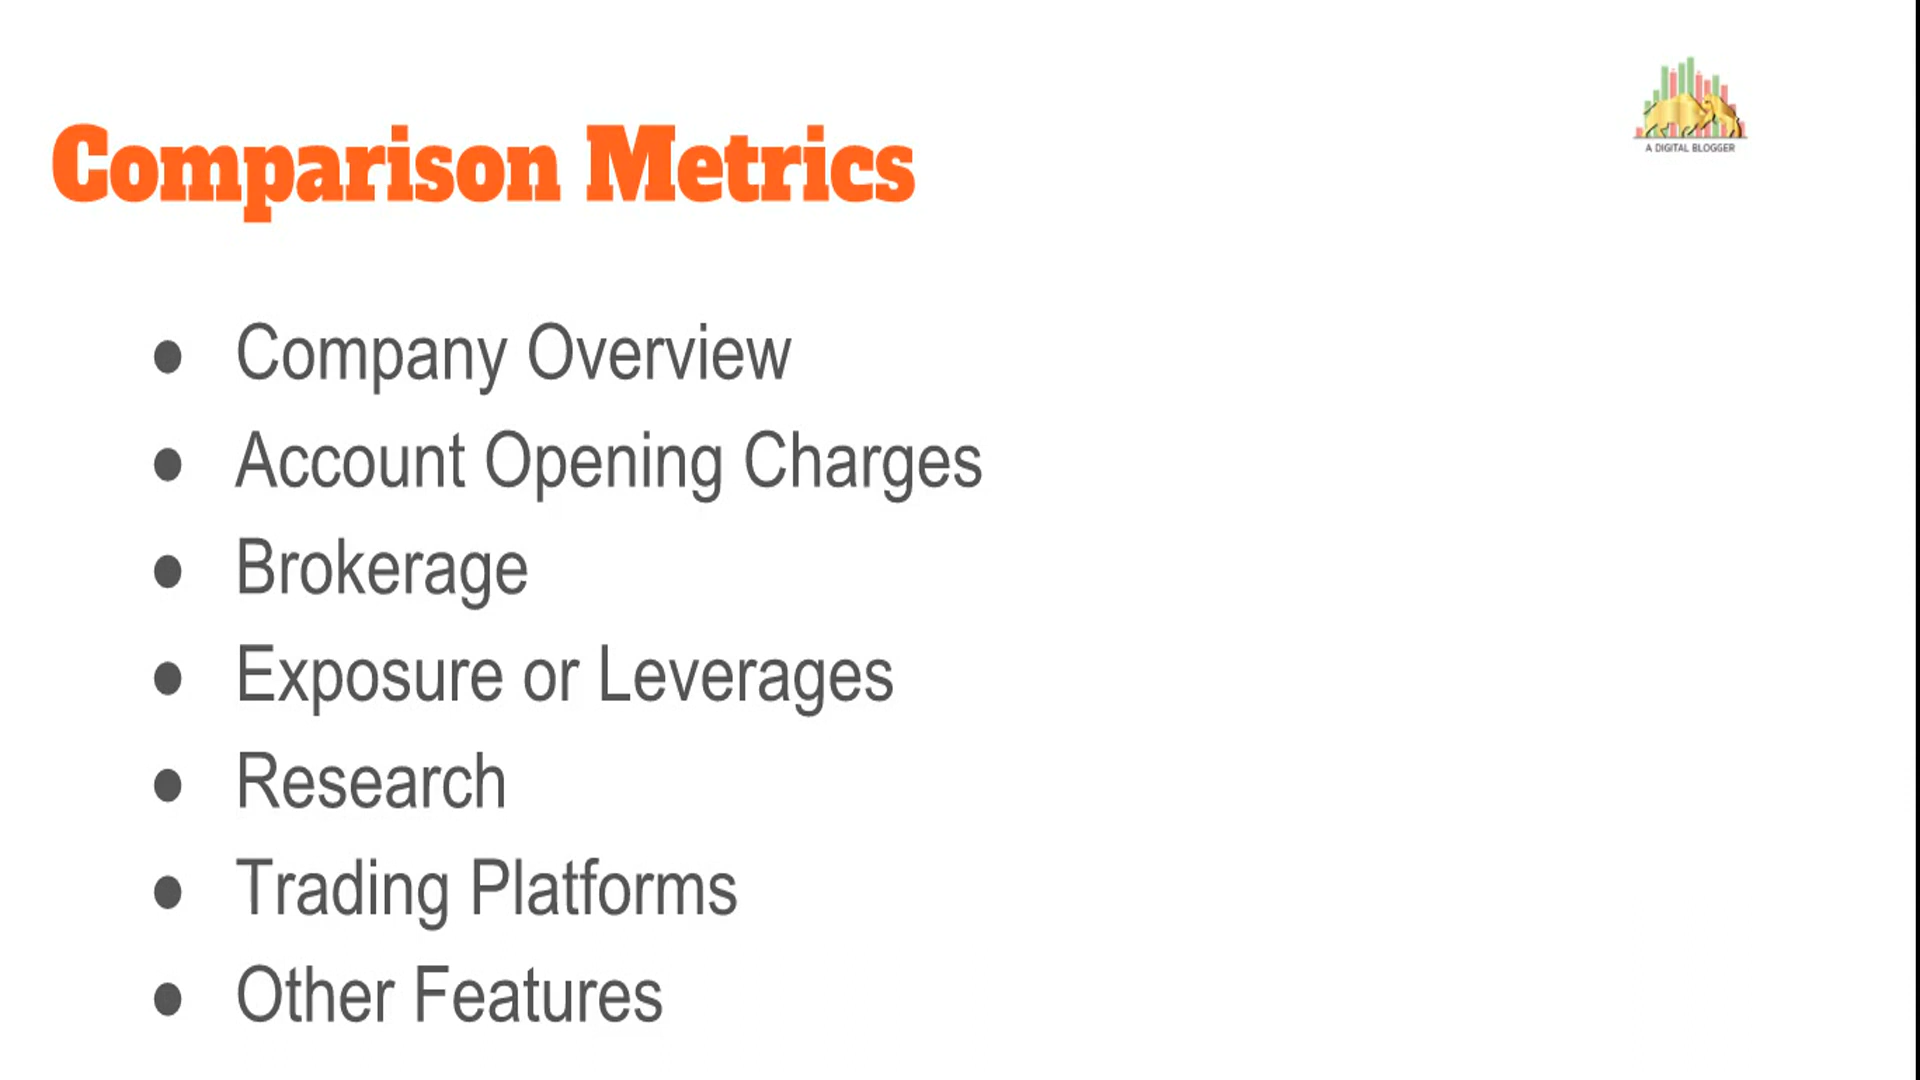 A DIGITAL BLOGGER
Comparison Metrics
● Company Overview
● Account Opening Charges
● Brokerage
● Exposure or Leverages
● Research
● Trading Platforms
● Other Features